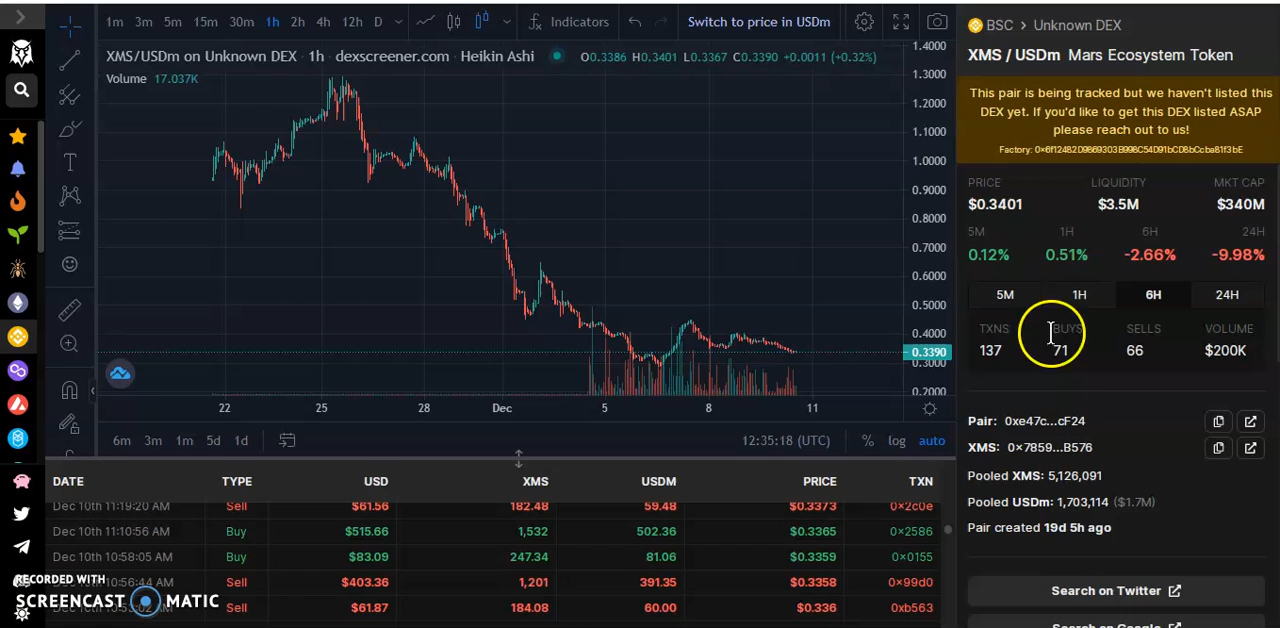 1m 3m 5m 15m 30m 1h 2h 4h 12h D Indicators Switch to price in USDm
XMS/USDm on Unknown DEX · 1h · dexscreener.com · Heikin Ashi O0.3386 H0.3401 L0.3367 C0.3390 +0.0011 (+0.32%)
Volume 17.037K
1.4000
1.3000
1.2000
1.1000
1.0000
0.9000
0.8000
0.7000
0.6000
0.5000
0.4000
0.3390
0.3000
0.2000
22 25 28 Dec 5 8 11
6m 3m 1m 5d 1d 12:35:18 (UTC) % log auto
DATE TYPE USD XMS USDM PRICE TXN
Dec 10th 11:19:20 AM Sell $61.56 182.48 59.48 $0.3373 0x2c0e
Dec 10th 11:10:56 AM Buy $515.66 1,532 502.36 $0.3365 0x2586
Dec 10th 10:58:05 AM Buy $83.09 247.34 81.06 $0.3359 0x0155
10:56:44 AM Sell $403.36 1,201 391.35 $0.3358 0x99d0
Sell $61.87 184.08 60.00 $0.336 0xb563
RECORDED WITH
SCREENCAST MATIC
BSC > Unknown DEX
XMS / USDm Mars Ecosystem Token
This pair is being tracked but we haven't listed this
DEX yet. If you'd like to get this DEX listed ASAP
please reach out to us!
PRICE LIQUIDITY MKT CAP
$0.3401 $3.5M $340M
5M 1H 6H 24H
0.12% 0.51% -2.66% -9.98%
5M 1H 6H 24H
TXNS BUYS SELLS VOLUME
137 71 66 $200K
Pair: 0xe47c...cF24
XMS: 0x7859...B576
Pooled XMS: 5,126,091
Pooled USDm: 1,703,114 ($1.7M)
Pair created 19d 5h ago
Search on Twitter
Search on Google